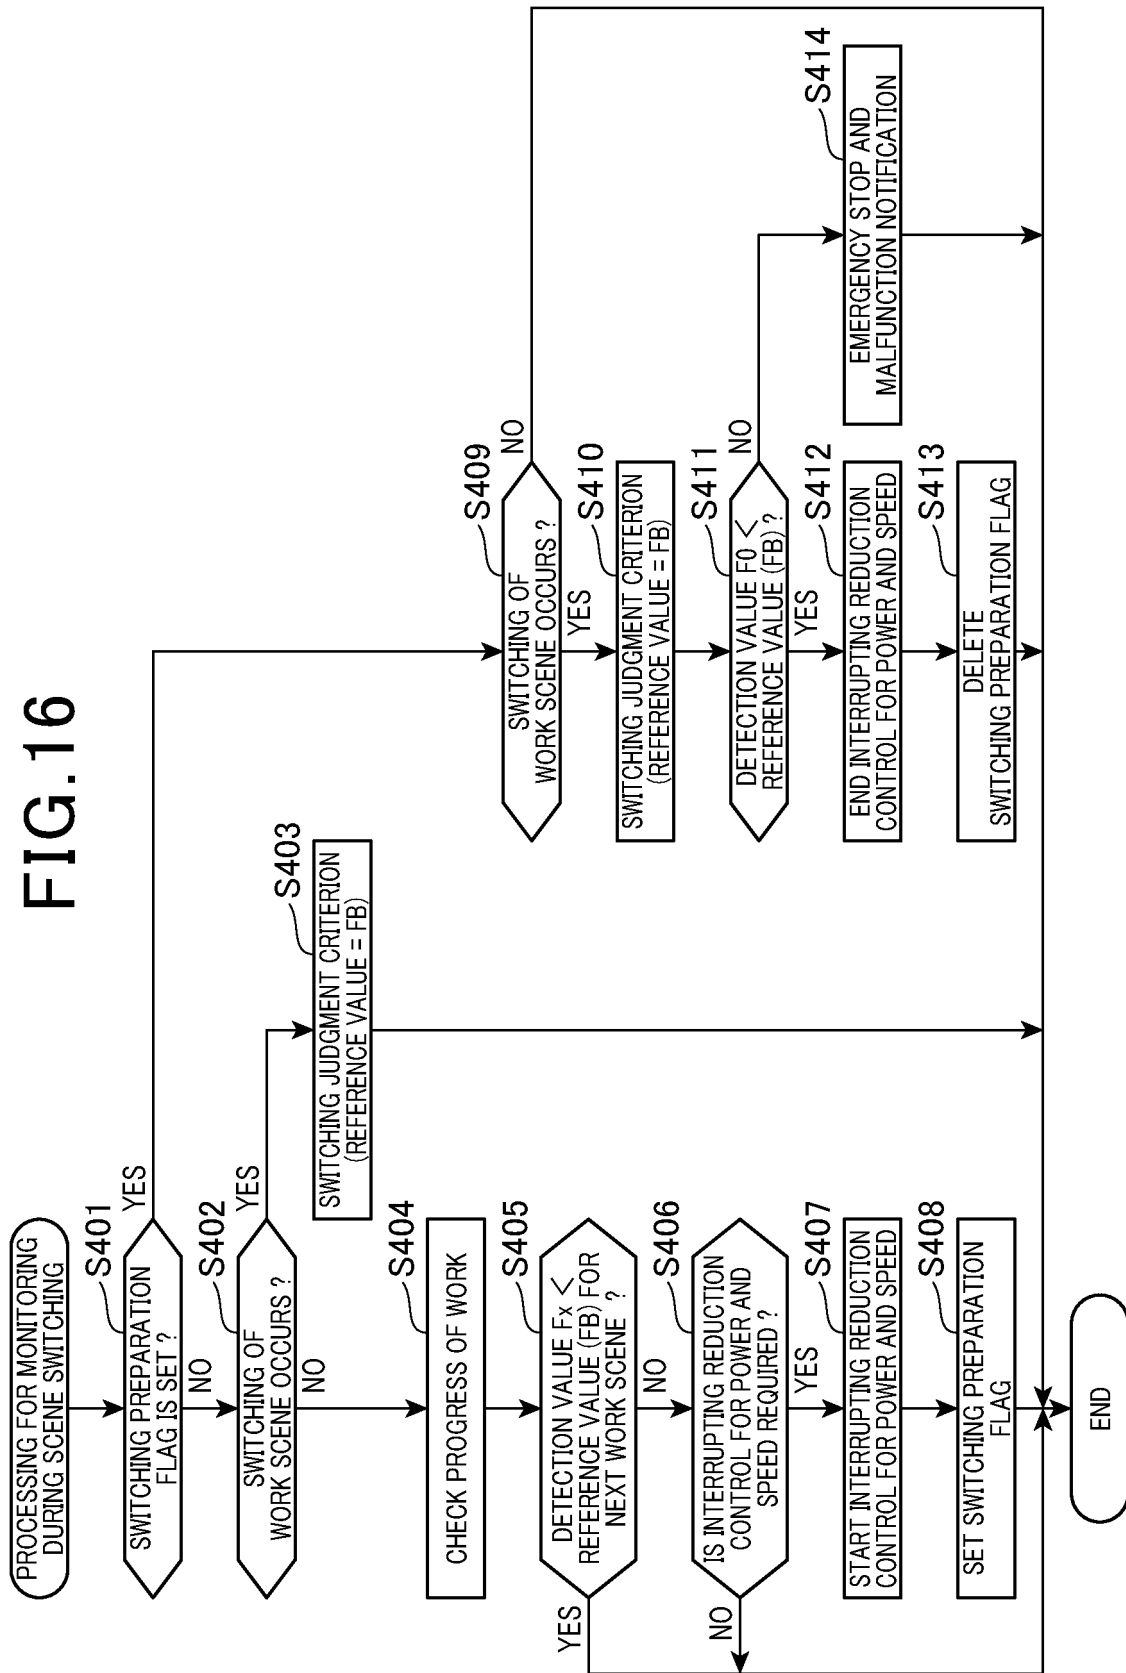 FIG.16
PROCESSING FOR MONITORING
DURING SCENE SWITCHING
S401
SWITCHING PREPARATION
FLAG IS SET ?
YES
NO
S402
SWITCHING OF
WORK SCENE OCCURS ?
YES
NO
S403
SWITCHING JUDGMENT CRITERION
(REFERENCE VALUE = FB)
S404
CHECK PROGRESS OF WORK
S405
DETECTION VALUE Fx <
REFERENCE VALUE (FB) FOR
NEXT WORK SCENE ?
YES
NO
S406
IS INTERRUPTING REDUCTION
CONTROL FOR POWER AND
SPEED REQUIRED ?
NO
YES
S407
START INTERRUPTING REDUCTION
CONTROL FOR POWER AND SPEED
S408
SET SWITCHING PREPARATION
FLAG
S409
SWITCHING OF
WORK SCENE OCCURS ?
NO
YES
S410
SWITCHING JUDGMENT CRITERION
(REFERENCE VALUE = FB)
S411
DETECTION VALUE F0 <
REFERENCE VALUE (FB) ?
NO
YES
S412
END INTERRUPTING REDUCTION
CONTROL FOR POWER AND SPEED
S413
DELETE
SWITCHING PREPARATION FLAG
S414
EMERGENCY STOP AND
MALFUNCTION NOTIFICATION
END